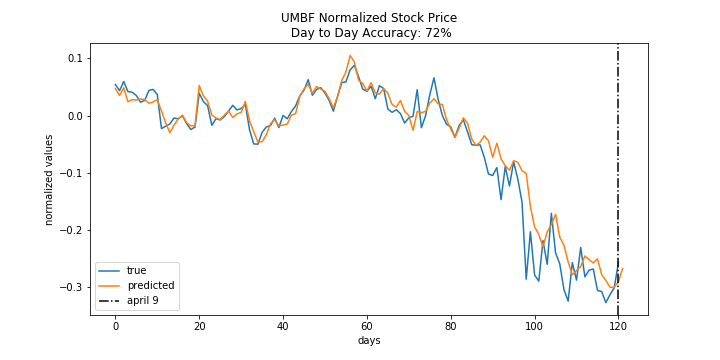 UMBF Normalized Stock Price
Day to Day Accuracy: 72%
normalized values
0.1
0.0
−0.1
−0.2
−0.3
true
predicted
april 9
0
20
40
60
80
100
120
days